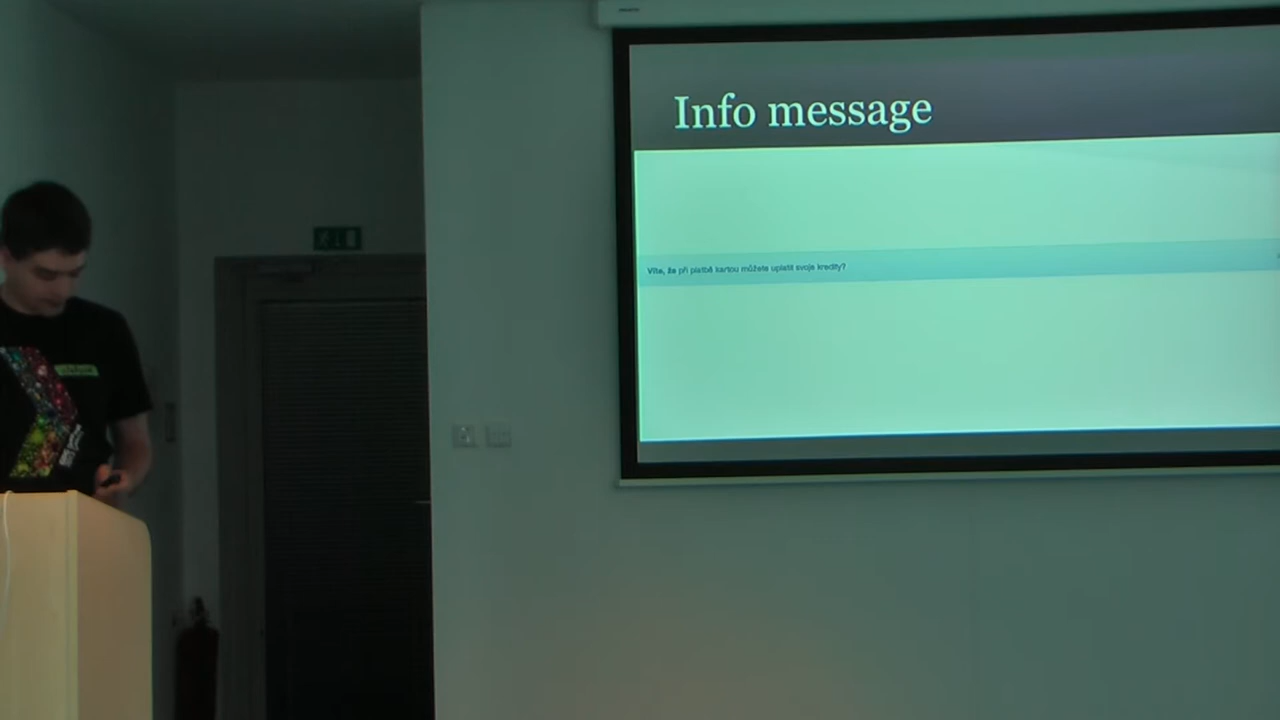 Info message
Víte, že při platbě kartou můžete uplatit svoje kredity?